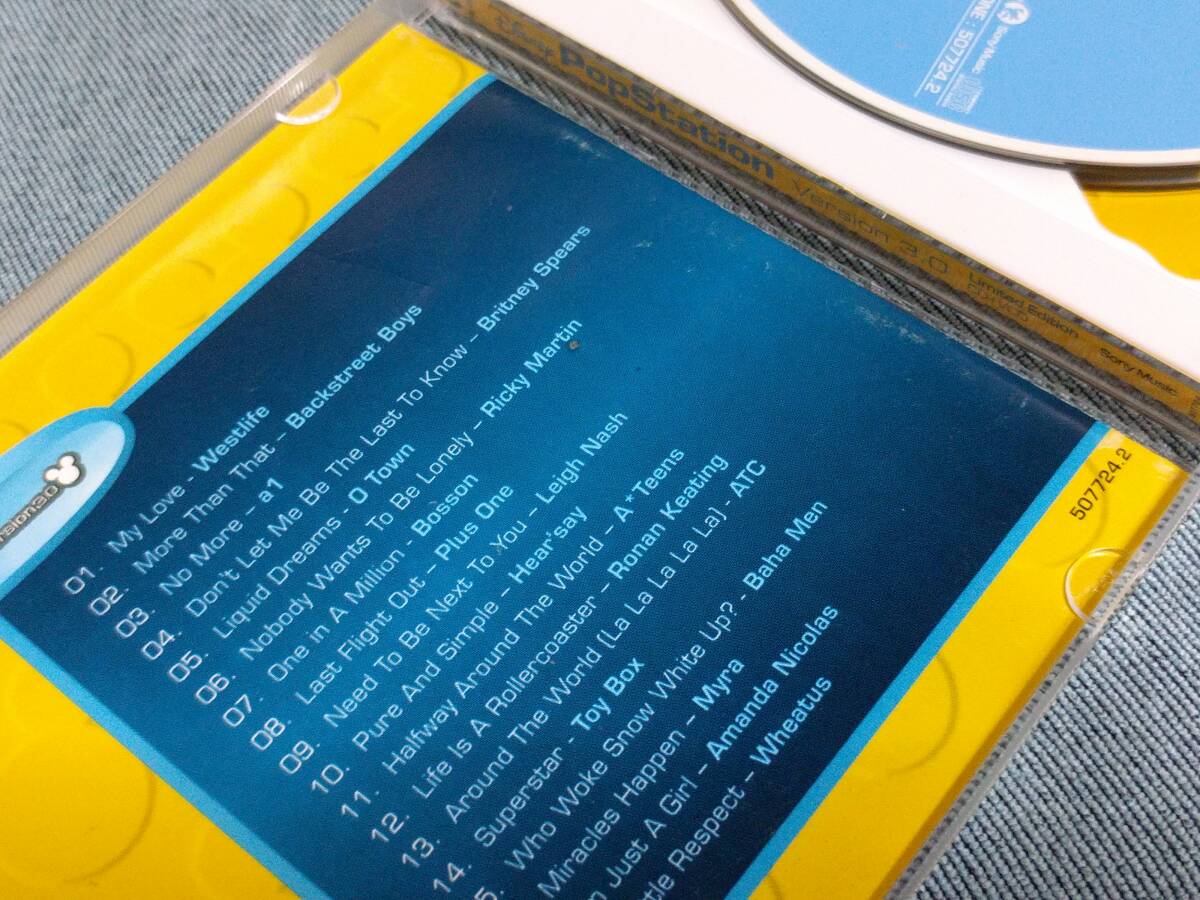 PopStation Version 3.0 Limited Edition Sony Music
Sony Music
507724.2
01. My Love - Westlife
02. More Than That - Backstreet Boys
03. No More - a1
04. Don't Let Me Be The Last To Know - Britney Spears
05. Liquid Dreams - O Town
06. Nobody Wants To Be Lonely - Ricky Martin
07. One in A Million - Bosson
08. Last Flight Out - Plus One
09. Need To Be Next To You - Leigh Nash
10. Pure And Simple - Hear'say
11. Halfway Around The World - A*Teens
12. Life Is A Rollercoaster - Ronan Keating
13. Around The World (La La La La La) - ATC
14. Superstar - Toy Box
5. Who Woke Snow White Up? - Baha Men
Miracles Happen - Myra
Just A Girl - Amanda Nicolas
Respect - Wheatus
507724.2